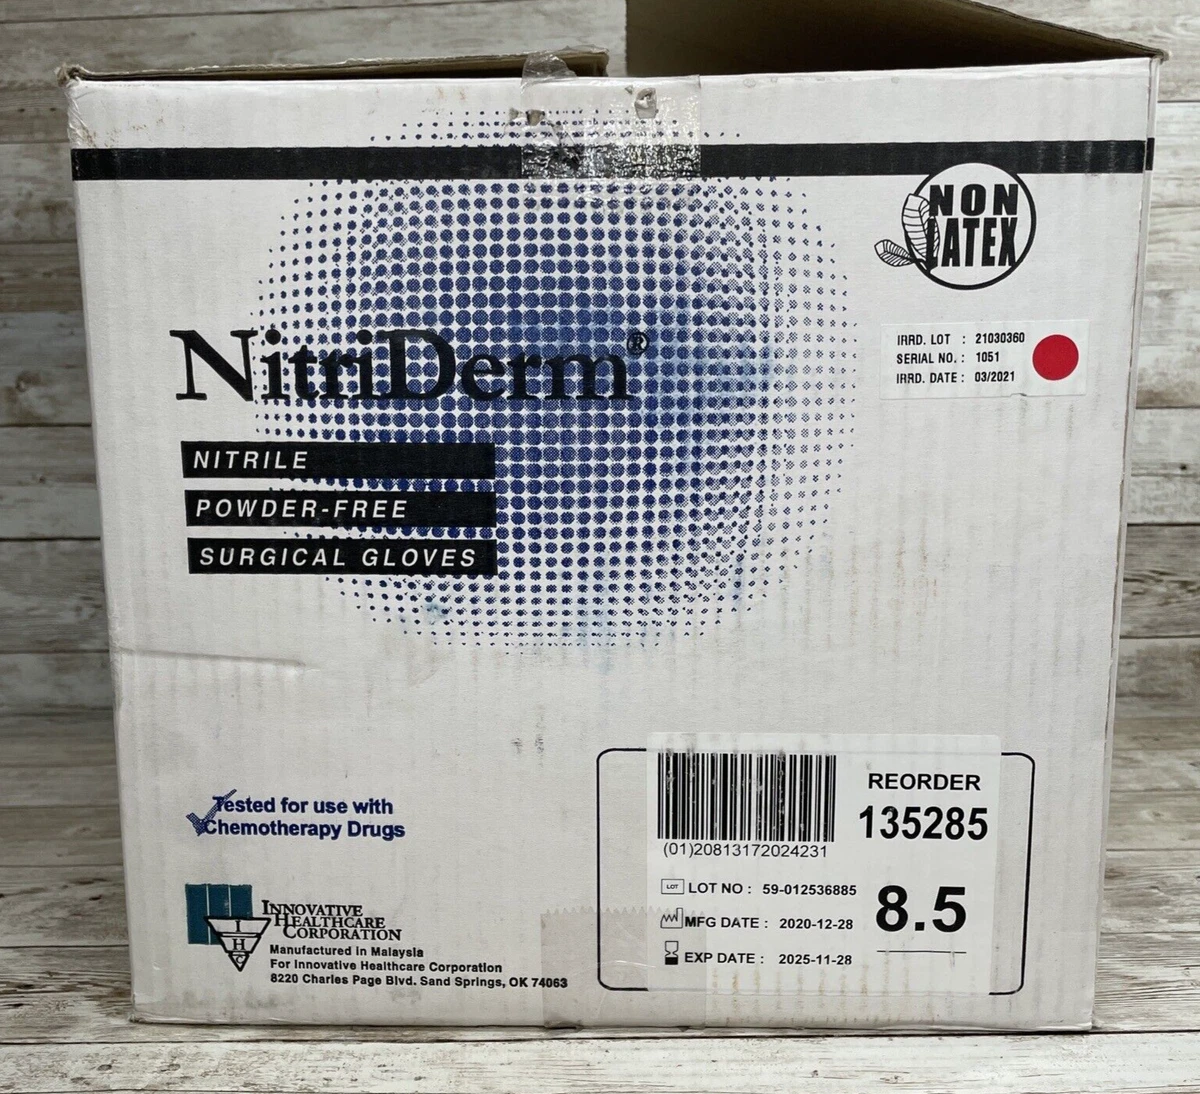 NON
LATEX
IRRD. LOT : 21030360
SERIAL NO. : 1051
IRRD. DATE : 03/2021
NitriDerm®
NITRILE
POWDER-FREE
SURGICAL GLOVES
Tested for use with
Chemotherapy Drugs
IHC
INNOVATIVE
HEALTHCARE
CORPORATION
Manufactured in Malaysia
For Innovative Healthcare Corporation
8220 Charles Page Blvd. Sand Springs, OK 74063
REORDER
135285
(01)20813172024231
LOT LOT NO : 59-012536885
MFG DATE : 2020-12-28
EXP DATE : 2025-11-28
8.5